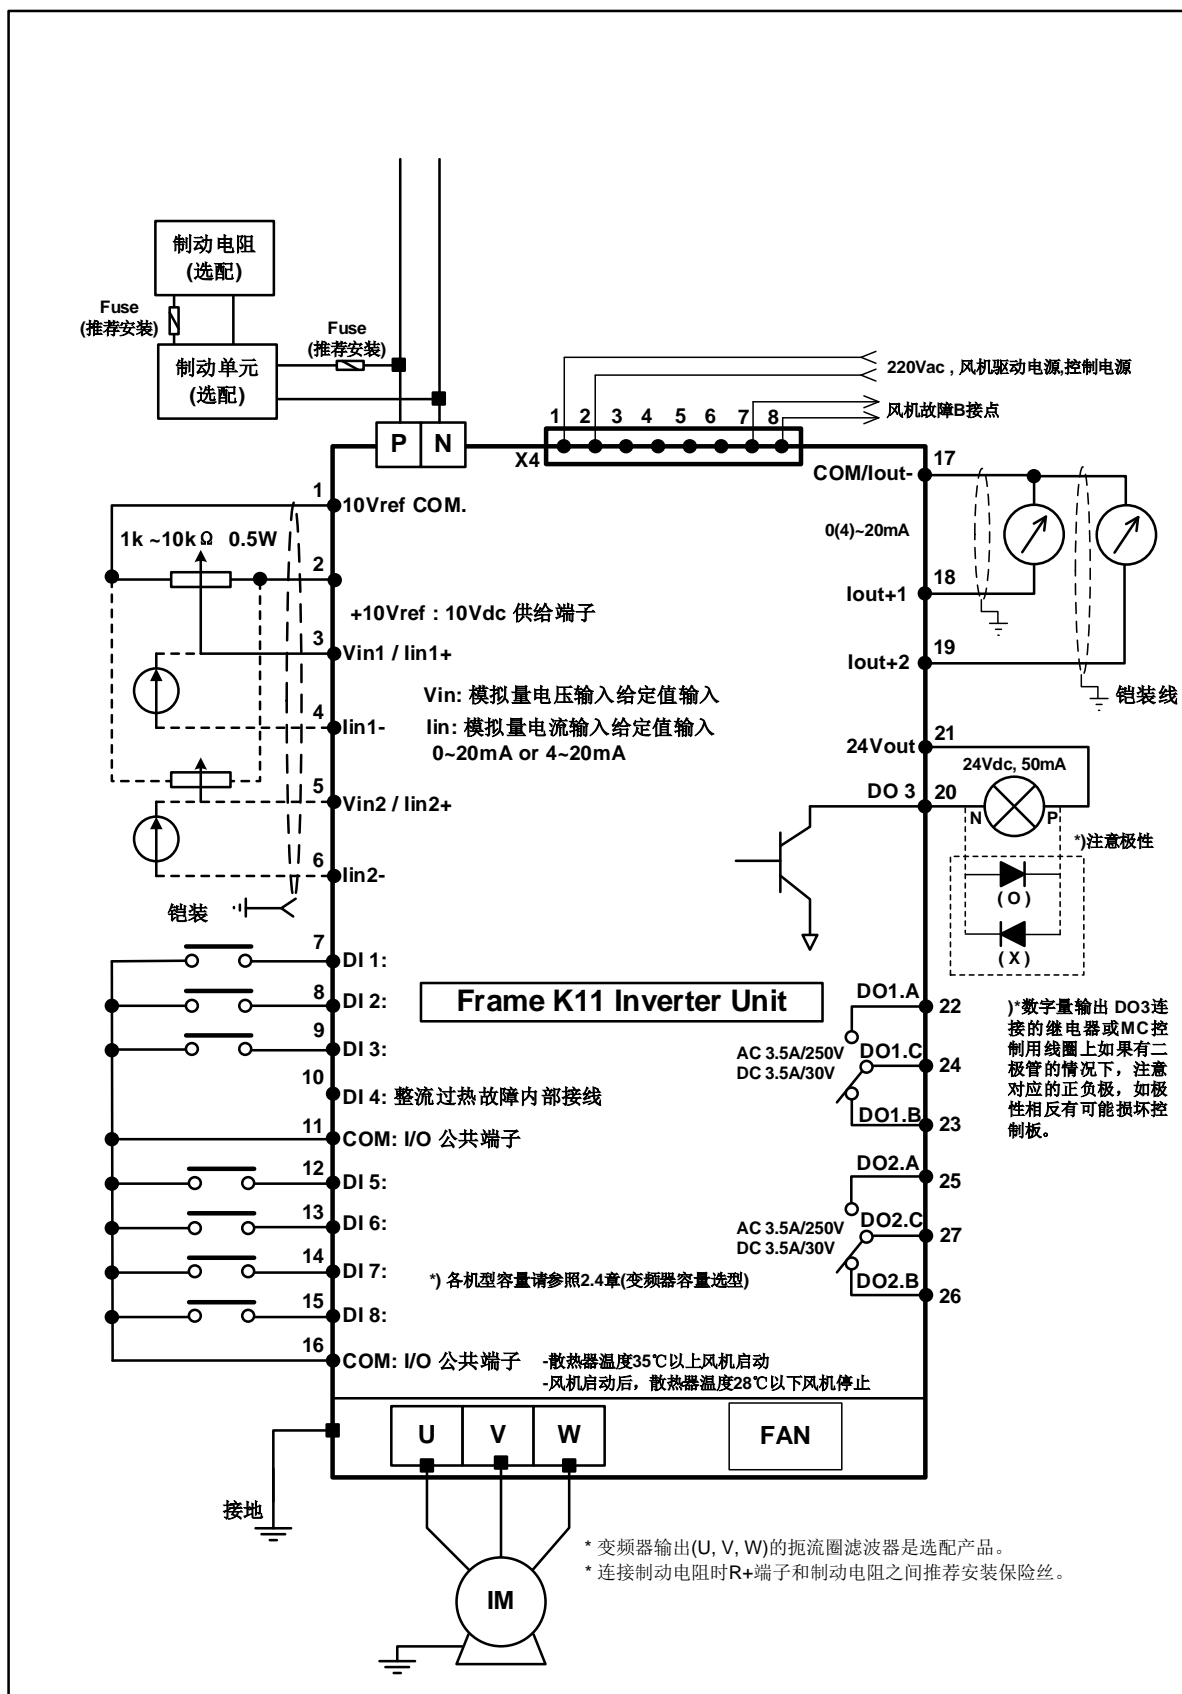 制动电阻
(选配)
Fuse
(推荐安装)
Fuse
(推荐安装)
制动单元
(选配)
220Vac , 风机驱动电源,控制电源
风机故障B接点
1 2 3 4 5 6 7 8
X4
P N
1
10Vref COM.
1k ~10k Ω 0.5W
2
+10Vref : 10Vdc 供给端子
3
Vin1 / Iin1+
Vin: 模拟量电压输入给定值输入
4
Iin1-
Iin: 模拟量电流输入给定值输入
0~20mA or 4~20mA
5
Vin2 / Iin2+
6
Iin2-
铠装
17
COM/Iout-
0(4)~20mA
18
Iout+1
19
Iout+2
铠装线
21
24Vout
24Vdc, 50mA
DO 3
20
N P
*)注意极性
( O )
( X )
7
DI 1:
8
DI 2:
9
DI 3:
10
DI 4: 整流过热故障内部接线
11
COM: I/O 公共端子
12
DI 5:
13
DI 6:
14
DI 7:
15
DI 8:
16
COM: I/O 公共端子
Frame K11 Inverter Unit
DO1.A
22
AC 3.5A/250V
DC 3.5A/30V
DO1.C
24
DO1.B
23
DO2.A
25
AC 3.5A/250V
DC 3.5A/30V
DO2.C
27
DO2.B
26
)*数字量输出 DO3连
接的继电器或MC控
制用线圈上如果有二
极管的情况下，注意
对应的正负极，如极
性相反有可能损坏控
制板。
*) 各机型容量请参照2.4章(变频器容量选型)
-散热器温度35℃以上风机启动
-风机启动后，散热器温度28℃以下风机停止
U V W
FAN
接地
IM
* 变频器输出(U, V, W)的扼流圈滤波器是选配产品。
* 连接制动电阻时R+端子和制动电阻之间推荐安装保险丝。